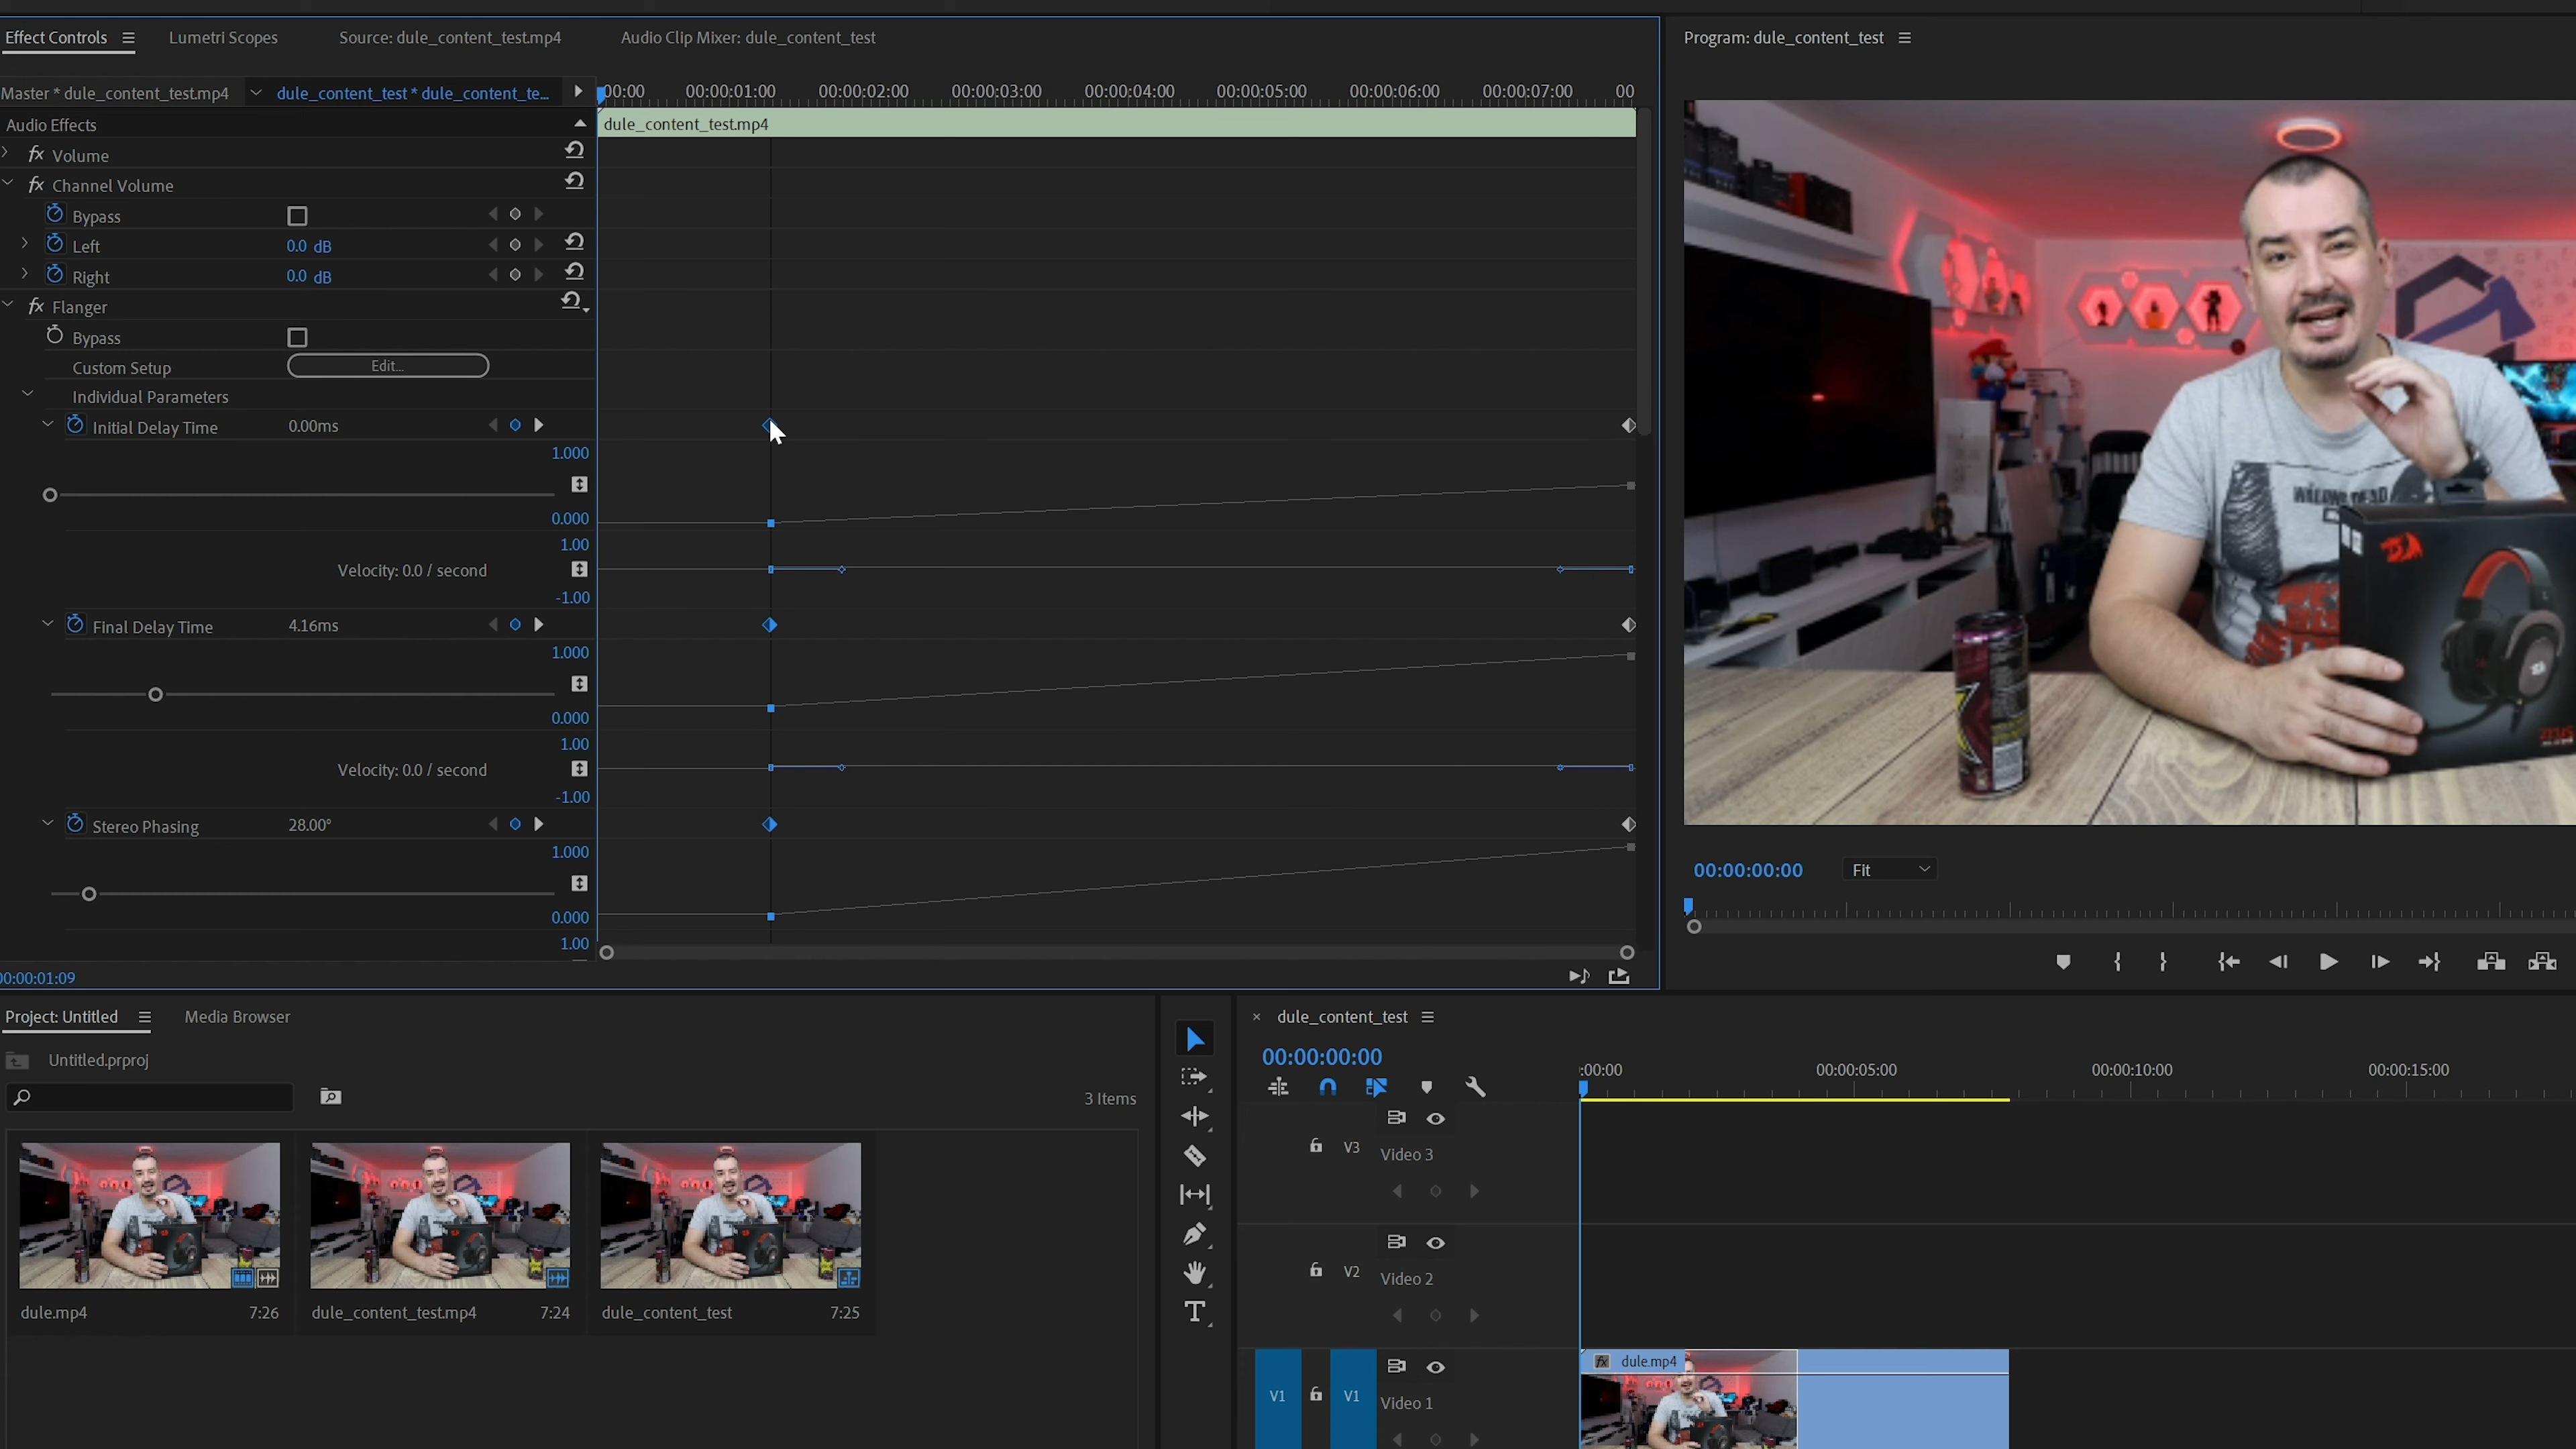 Effect Controls
Lumetri Scopes
Source: dule_content_test.mp4
Audio Clip Mixer: dule_content_test
Program: dule_content_test
Master * dule_content_test.mp4
dule_content_test * dule_content_te...
:00:00
00:00:01:00
00:00:02:00
00:00:03:00
00:00:04:00
00:00:05:00
00:00:06:00
00:00:07:00
00
Audio Effects
dule_content_test.mp4
fx Volume
fx Channel Volume
Bypass
Left 0.0 dB
Right 0.0 dB
fx Flanger
Bypass
Custom Setup Edit...
Individual Parameters
Initial Delay Time 0.00ms
1.000
0.000
1.00
Velocity: 0.0 / second
-1.00
Final Delay Time 4.16ms
1.000
0.000
1.00
Velocity: 0.0 / second
-1.00
Stereo Phasing 28.00°
1.000
0.000
1.00
00:00:01:09
00:00:00:00
Fit
Project: Untitled
Media Browser
Untitled.prproj
3 Items
dule.mp4 7:26
dule_content_test.mp4 7:24
dule_content_test 7:25
dule_content_test
00:00:00:00
:00:00
00:00:05:00
00:00:10:00
00:00:15:00
V3 Video 3
V2 Video 2
V1 V1 Video 1
fx dule.mp4